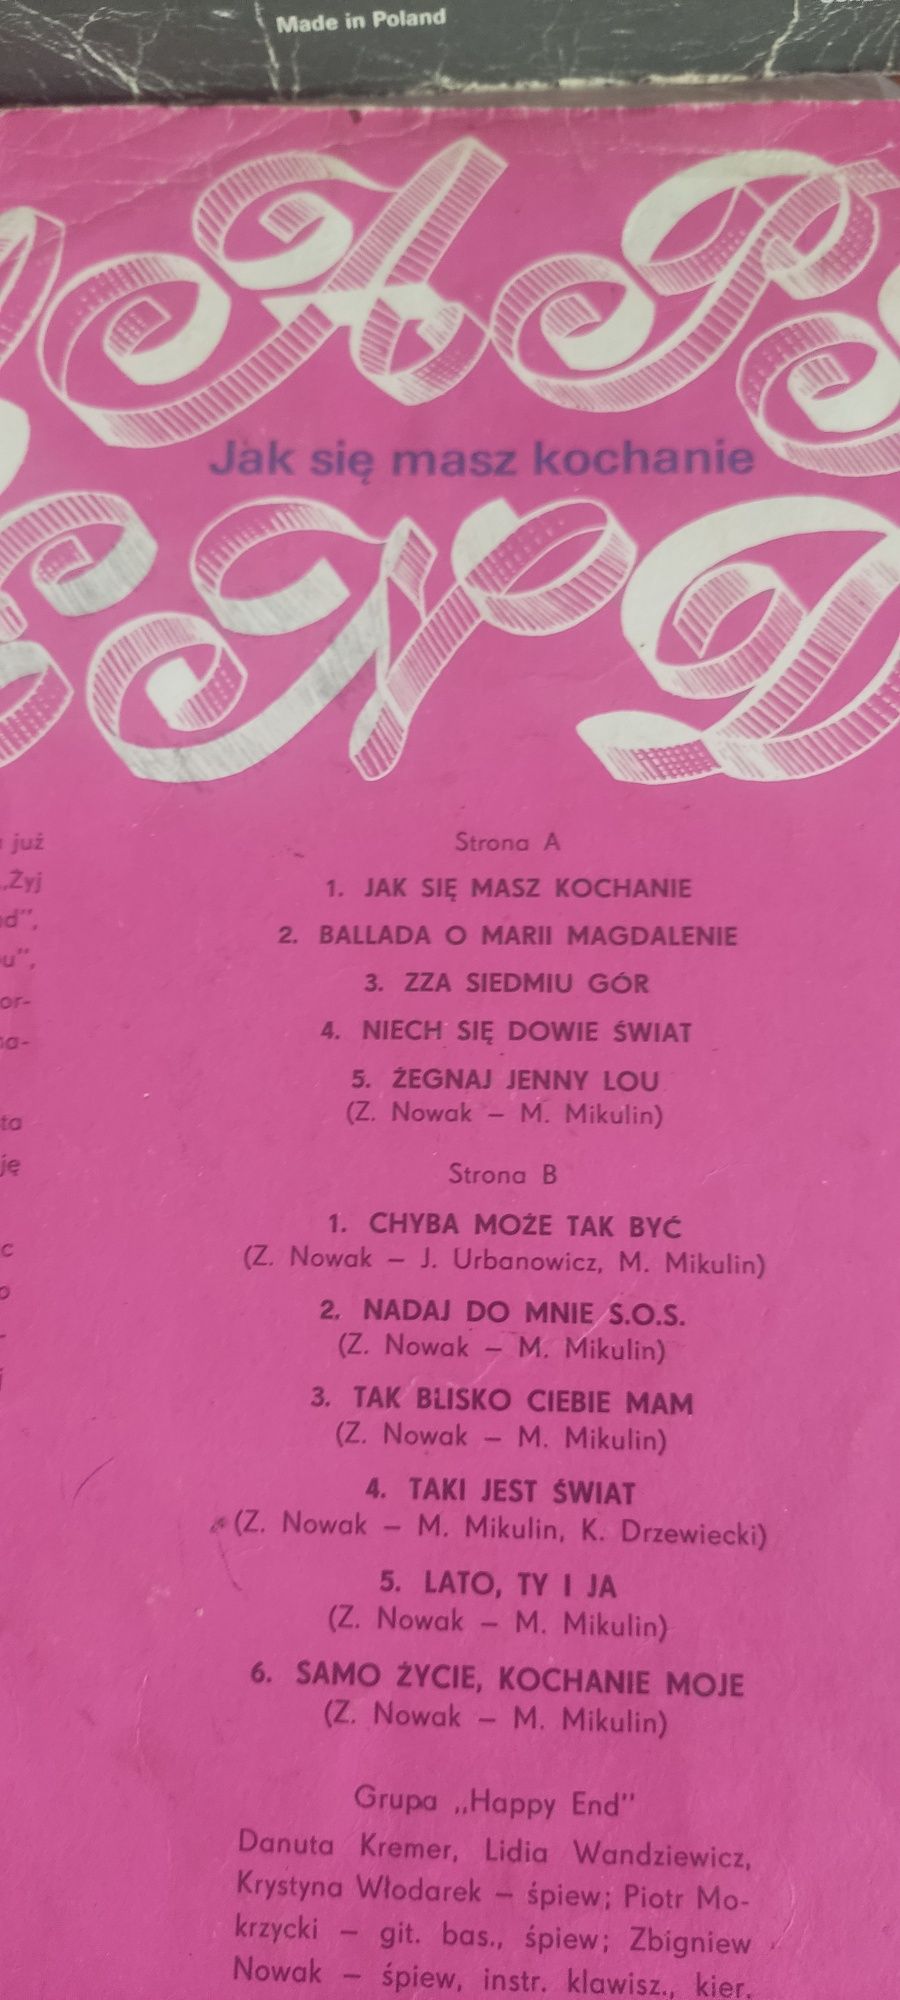 Made in Poland
Jak się masz kochanie
END
już
„Żyj
Strona A
1. JAK SIĘ MASZ KOCHANIE
2. BALLADA O MARII MAGDALENIE
3. ZZA SIEDMIU GÓR
4. NIECH SIĘ DOWIE ŚWIAT
5. ŻEGNAJ JENNY LOU
(Z. Nowak – M. Mikulin)
Strona B
1. CHYBA MOŻE TAK BYĆ
(Z. Nowak – J. Urbanowicz, M. Mikulin)
2. NADAJ DO MNIE S.O.S.
(Z. Nowak – M. Mikulin)
3. TAK BLISKO CIEBIE MAM
(Z. Nowak – M. Mikulin)
4. TAKI JEST ŚWIAT
(Z. Nowak – M. Mikulin, K. Drzewiecki)
5. LATO, TY I JA
(Z. Nowak – M. Mikulin)
6. SAMO ŻYCIE, KOCHANIE MOJE
(Z. Nowak – M. Mikulin)
Grupa „Happy End"
Danuta Kremer, Lidia Wandziewicz,
Krystyna Włodarek – śpiew; Piotr Mo-
krzycki – git. bas., śpiew; Zbigniew
Nowak – śpiew, instr. klawisz., kier.